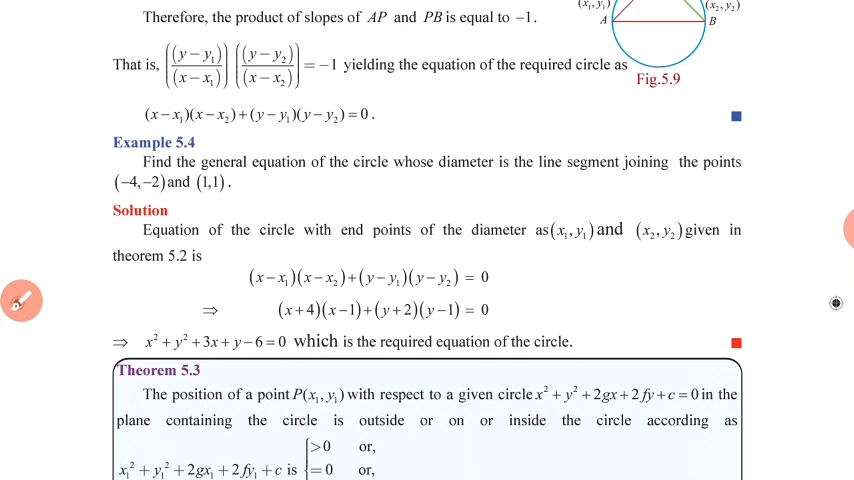 Therefore, the product of slopes of AP and PB is equal to −1.
(x₁, y₁)
(x₂, y₂)
A
B
That is, ((y − y₁)/(x − x₁)) ((y − y₂)/(x − x₂)) = −1 yielding the equation of the required circle as
Fig.5.9
(x − x₁)(x − x₂) + (y − y₁)(y − y₂) = 0 .
Example 5.4
Find the general equation of the circle whose diameter is the line segment joining the points
(−4, −2) and (1,1) .
Solution
Equation of the circle with end points of the diameter as (x₁, y₁) and (x₂, y₂) given in
theorem 5.2 is
(x − x₁)(x − x₂) + (y − y₁)(y − y₂) = 0
⇒ (x + 4)(x − 1) + (y + 2)(y − 1) = 0
⇒ x² + y² + 3x + y − 6 = 0 which is the required equation of the circle.
Theorem 5.3
The position of a point P(x₁, y₁) with respect to a given circle x² + y² + 2gx + 2fy + c = 0 in the
plane containing the circle is outside or on or inside the circle according as
>0 or,
x₁² + y₁² + 2gx₁ + 2fy₁ + c is { = 0 or,